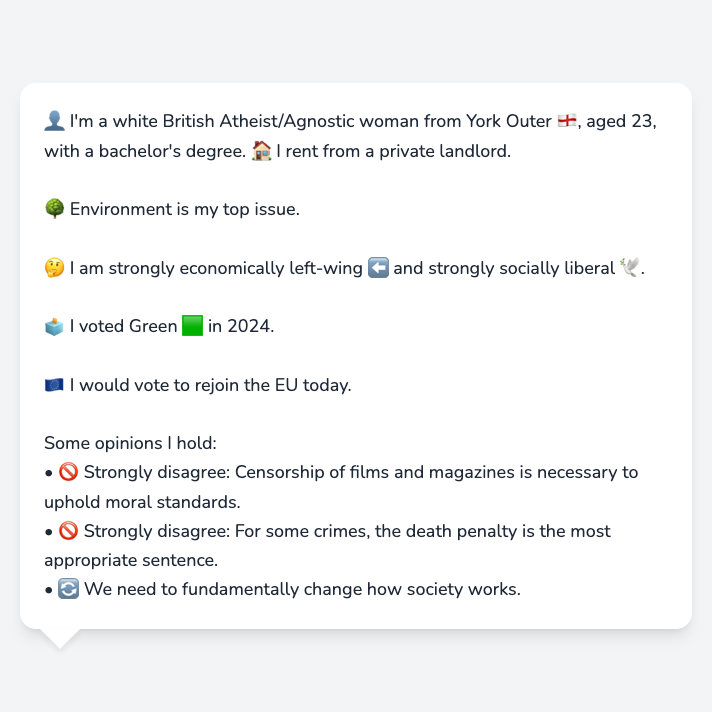 👤 I'm a white British Atheist/Agnostic woman from York Outer 🏴󠁧󠁢󠁥󠁮󠁧󠁿, aged 23,
with a bachelor's degree. 🏠 I rent from a private landlord.
🌳 Environment is my top issue.
🤔 I am strongly economically left-wing ⬅️ and strongly socially liberal 🕊️.
🗳️ I voted Green 🟩 in 2024.
🇪🇺 I would vote to rejoin the EU today.
Some opinions I hold:
• 🚫 Strongly disagree: Censorship of films and magazines is necessary to
uphold moral standards.
• 🚫 Strongly disagree: For some crimes, the death penalty is the most
appropriate sentence.
• 🔄 We need to fundamentally change how society works.